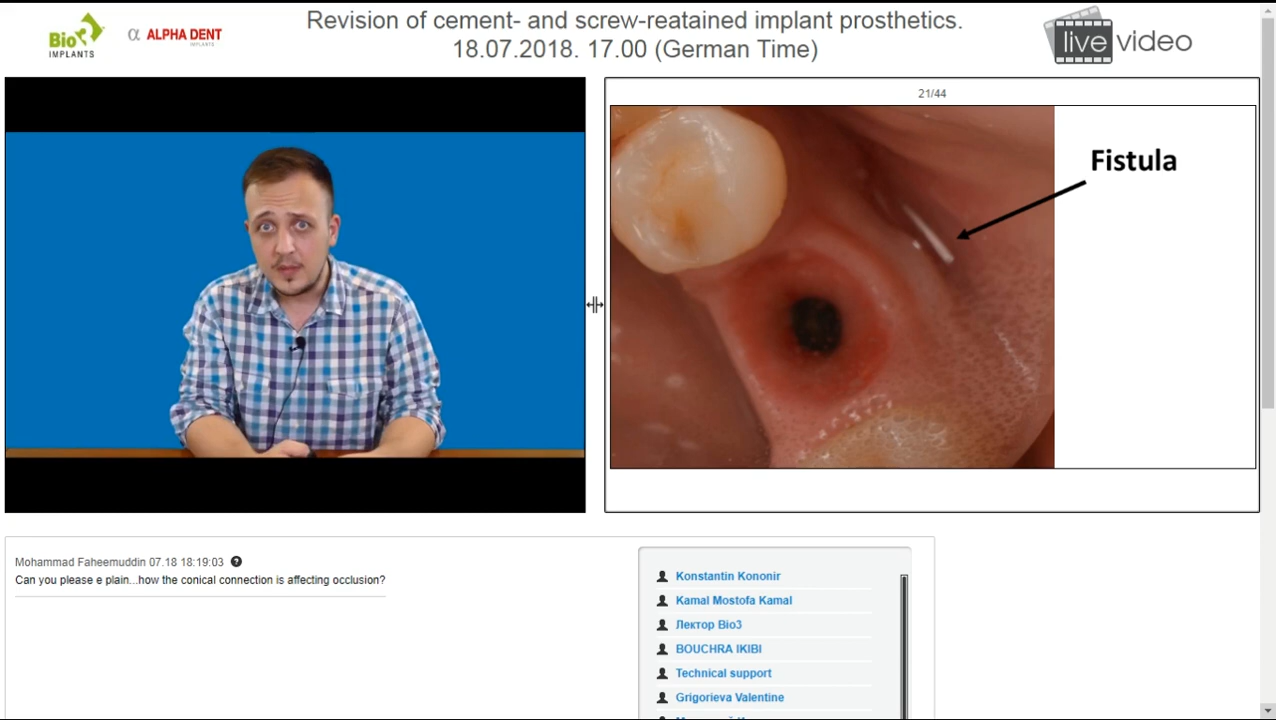 Revision of cement- and screw-reatained implant prosthetics.
18.07.2018. 17.00 (German Time)
Bio
IMPLANTS
α ALPHA DENT
IMPLANTS
live video
21/44
Fistula
Mohammad Faheemuddin 07.18 18:19:03 ?
Can you please e plain...how the conical connection is affecting occlusion?
Konstantin Kononir
Kamal Mostofa Kamal
Лектор Bio3
BOUCHRA IKIBI
Technical support
Grigorieva Valentine